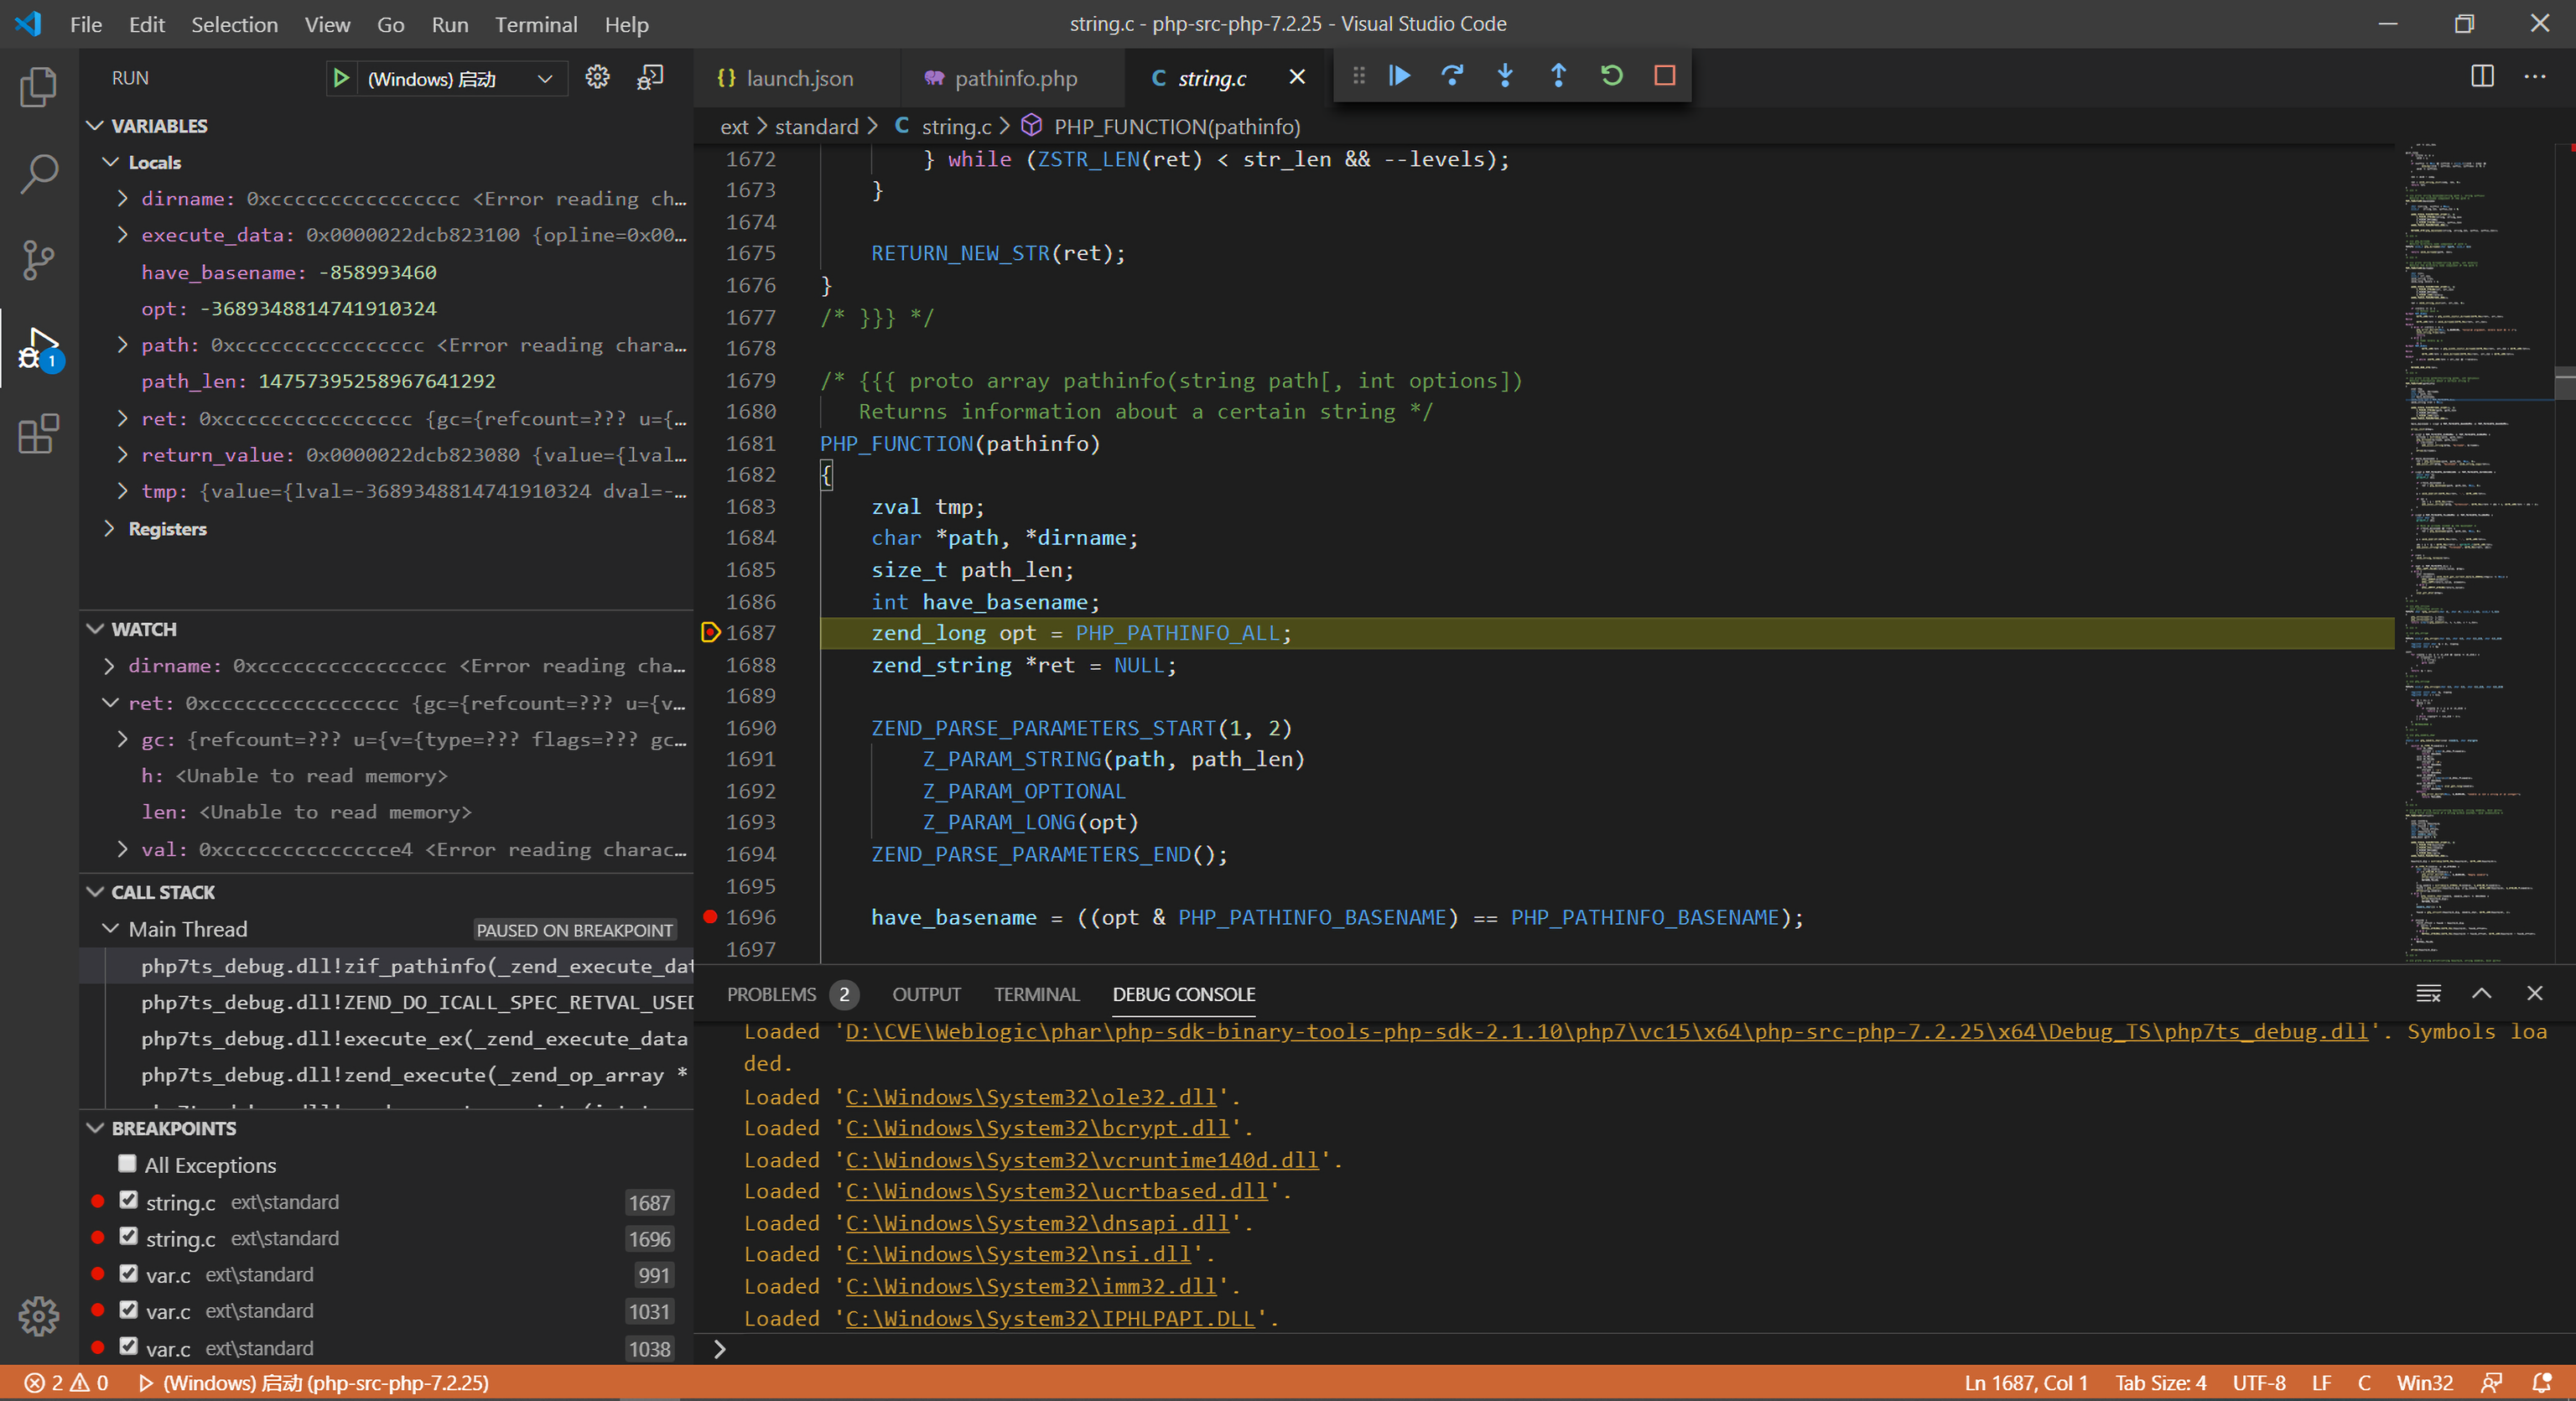 File Edit Selection View Go Run Terminal Help
string.c - php-src-php-7.2.25 - Visual Studio Code
RUN
(Windows) 启动
VARIABLES
Locals
dirname: 0xcccccccccccccccc <Error reading ch…
execute_data: 0x0000022dcb823100 {opline=0x00…
have_basename: -858993460
opt: -3689348814741910324
path: 0xcccccccccccccccc <Error reading chara…
path_len: 14757395258967641292
ret: 0xcccccccccccccccc {gc={refcount=??? u={…
return_value: 0x0000022dcb823080 {value={lval…
tmp: {value={lval=-3689348814741910324 dval=-…
Registers
WATCH
dirname: 0xcccccccccccccccc <Error reading cha…
ret: 0xcccccccccccccccc {gc={refcount=??? u={v…
gc: {refcount=??? u={v={type=??? flags=??? gc…
h: <Unable to read memory>
len: <Unable to read memory>
val: 0xcccccccccccccce4 <Error reading charac…
CALL STACK
Main Thread PAUSED ON BREAKPOINT
php7ts_debug.dll!zif_pathinfo(_zend_execute_dat
php7ts_debug.dll!ZEND_DO_ICALL_SPEC_RETVAL_USED
php7ts_debug.dll!execute_ex(_zend_execute_data
php7ts_debug.dll!zend_execute(_zend_op_array *
BREAKPOINTS
All Exceptions
string.c ext\standard 1687
string.c ext\standard 1696
var.c ext\standard 991
var.c ext\standard 1031
var.c ext\standard 1038
launch.json pathinfo.php C string.c
ext > standard > C string.c > PHP_FUNCTION(pathinfo)
1672 } while (ZSTR_LEN(ret) < str_len && --levels);
1673 }
1674
1675 RETURN_NEW_STR(ret);
1676 }
1677 /* }}} */
1678
1679 /* {{{ proto array pathinfo(string path[, int options])
1680 Returns information about a certain string */
1681 PHP_FUNCTION(pathinfo)
1682 {
1683 zval tmp;
1684 char *path, *dirname;
1685 size_t path_len;
1686 int have_basename;
1687 zend_long opt = PHP_PATHINFO_ALL;
1688 zend_string *ret = NULL;
1689
1690 ZEND_PARSE_PARAMETERS_START(1, 2)
1691 Z_PARAM_STRING(path, path_len)
1692 Z_PARAM_OPTIONAL
1693 Z_PARAM_LONG(opt)
1694 ZEND_PARSE_PARAMETERS_END();
1695
1696 have_basename = ((opt & PHP_PATHINFO_BASENAME) == PHP_PATHINFO_BASENAME);
1697
PROBLEMS 2 OUTPUT TERMINAL DEBUG CONSOLE
Loaded 'D:\CVE\Weblogic\phar\php-sdk-binary-tools-php-sdk-2.1.10\php7\vc15\x64\php-src-php-7.2.25\x64\Debug_TS\php7ts_debug.dll'. Symbols loa
ded.
Loaded 'C:\Windows\System32\ole32.dll'.
Loaded 'C:\Windows\System32\bcrypt.dll'.
Loaded 'C:\Windows\System32\vcruntime140d.dll'.
Loaded 'C:\Windows\System32\ucrtbased.dll'.
Loaded 'C:\Windows\System32\dnsapi.dll'.
Loaded 'C:\Windows\System32\nsi.dll'.
Loaded 'C:\Windows\System32\imm32.dll'.
Loaded 'C:\Windows\System32\IPHLPAPI.DLL'.
2 0 (Windows) 启动 (php-src-php-7.2.25)
Ln 1687, Col 1 Tab Size: 4 UTF-8 LF C Win32